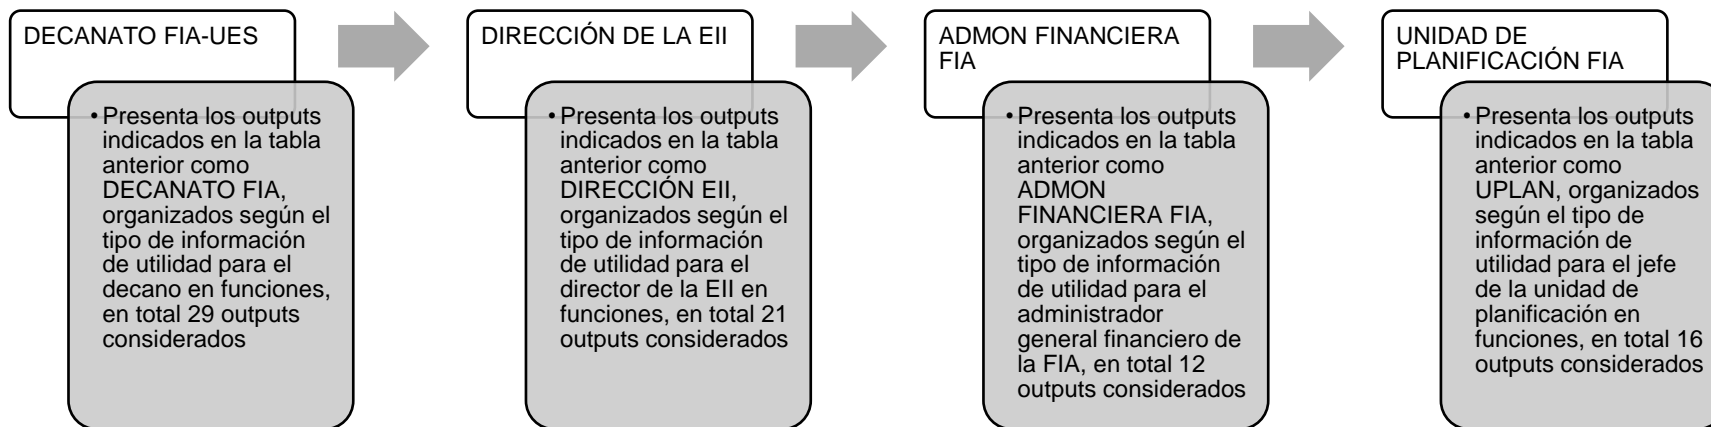 DECANATO FIA-UES
• Presenta los outputs
indicados en la tabla
anterior como
DECANATO FIA,
organizados según el
tipo de información
de utilidad para el
decano en funciones,
en total 29 outputs
considerados
DIRECCIÓN DE LA EII
• Presenta los outputs
indicados en la tabla
anterior como
DIRECCIÓN EII,
organizados según el
tipo de información
de utilidad para el
director de la EII en
funciones, en total 21
outputs considerados
ADMON FINANCIERA
FIA
• Presenta los outputs
indicados en la tabla
anterior como
ADMON
FINANCIERA FIA,
organizados según el
tipo de información
de utilidad para el
administrador
general financiero de
la FIA, en total 12
outputs considerados
UNIDAD DE
PLANIFICACIÓN FIA
• Presenta los outputs
indicados en la tabla
anterior como
UPLAN, organizados
según el tipo de
información de
utilidad para el jefe
de la unidad de
planificación en
funciones, en total 16
outputs considerados